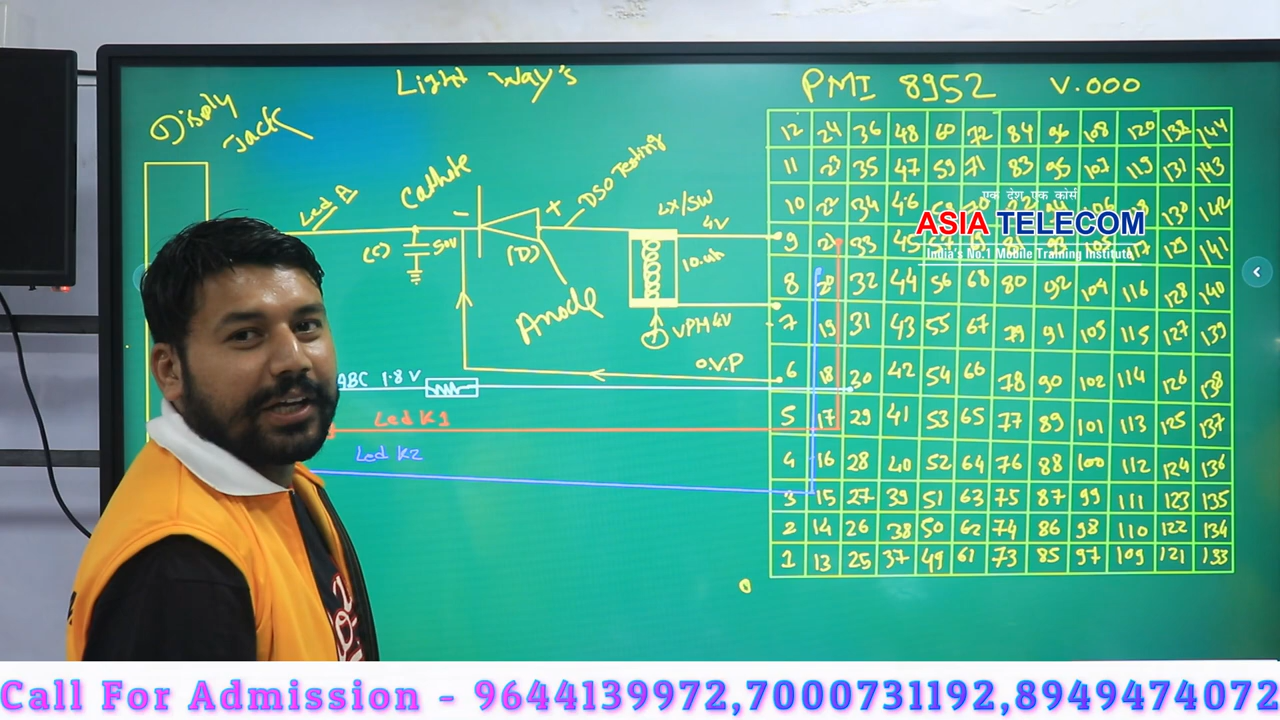 Light Way's
PMI 8952 V.000
Disply
Jack
Led A
Cathote
-
+
DSO Testing
LX/SW
4V
(C)
50V
(D)
10.uh
Anode
VPH 4V
O.V.P
ABC 1.8 V
Led K1
Led K2
12 24 36 48 60 72 84 96 108 120 132 144
11 23 35 47 59 71 83 95 107 119 131 143
10 22 34 46 130 142
9 21 33 45 129 141
8 20 32 44 56 68 80 92 104 116 128 140
7 19 31 43 55 67 79 91 103 115 127 139
6 18 30 42 54 66 78 90 102 114 126 138
5 17 29 41 53 65 77 89 101 113 125 137
4 16 28 40 52 64 76 88 100 112 124 136
3 15 27 39 51 63 75 87 99 111 123 135
2 14 26 38 50 62 74 86 98 110 122 134
1 13 25 37 49 61 73 85 97 109 121 133
एक देश एक कोर्स
ASIA TELECOM
India's No.1 Mobile Training Institute
Call For Admission - 9644139972,7000731192,8949474072